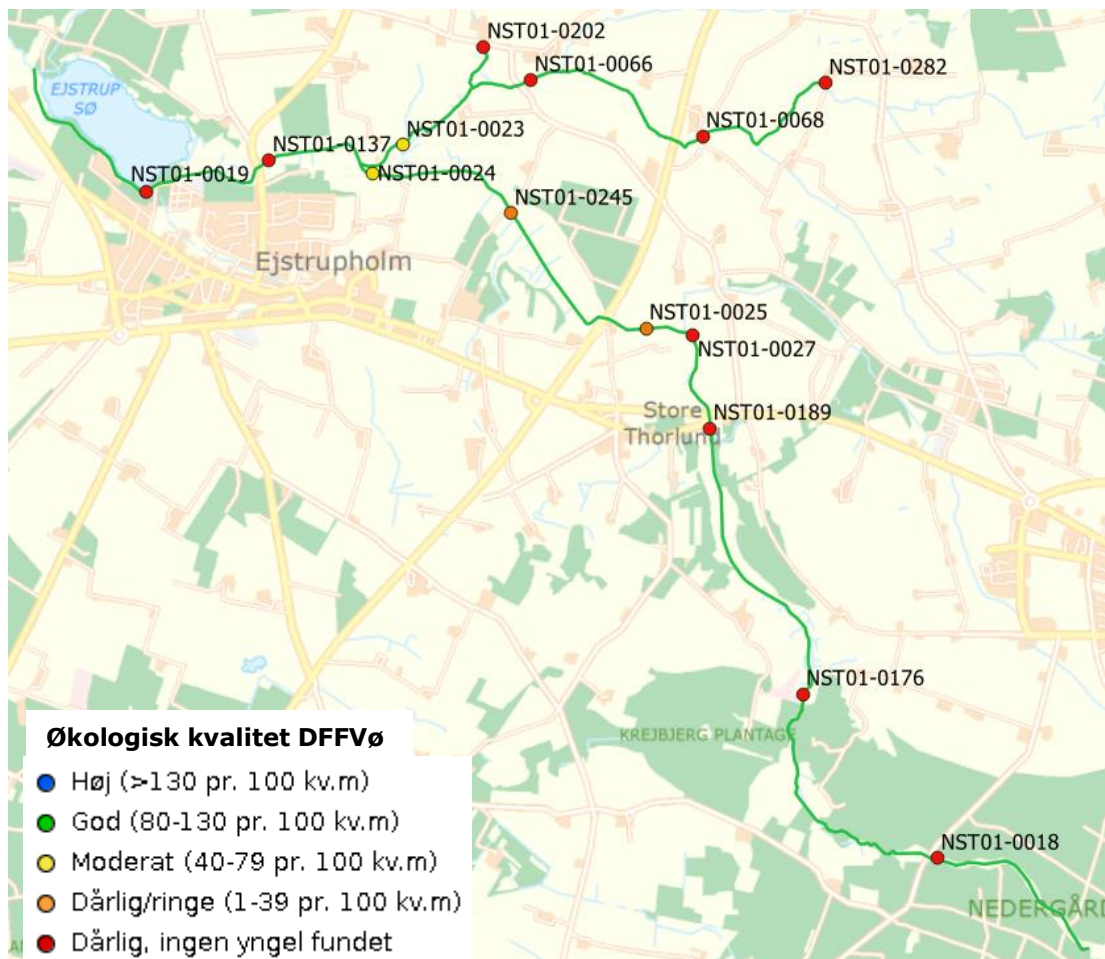 NST01-0202
NST01-0066
NST01-0282
EJSTRUP
SØ
NST01-0023
NST01-0068
NST01-0137
NST01-0019
NST01-0024
NST01-0245
Ejstrupholm
NST01-0025
NST01-0027
Store
Thorlund
NST01-0189
NST01-0176
KREJBJERG PLANTAGE
NST01-0018
NEDERGÅRD
Økologisk kvalitet DFFVø
Høj (>130 pr. 100 kv.m)
God (80-130 pr. 100 kv.m)
Moderat (40-79 pr. 100 kv.m)
Dårlig/ringe (1-39 pr. 100 kv.m)
Dårlig, ingen yngel fundet